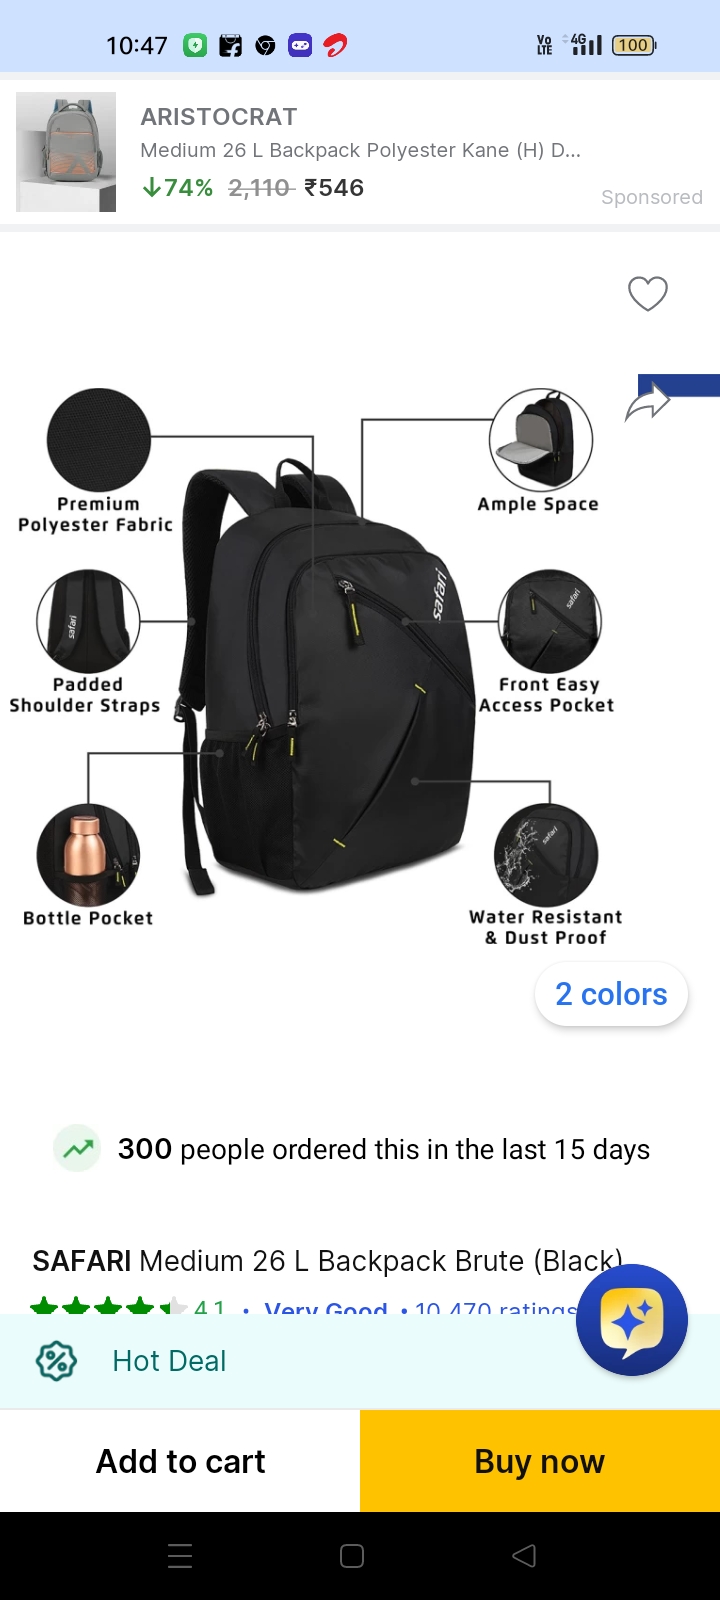 10:47
Vo LTE 4G 100
ARISTOCRAT
Medium 26 L Backpack Polyester Kane (H) D...
↓74% 2,110 ₹546
Sponsored
Premium
Polyester Fabric
Ample Space
safari
safari
safari
Padded
Shoulder Straps
Front Easy
Access Pocket
safari
Bottle Pocket
Water Resistant
& Dust Proof
2 colors
300 people ordered this in the last 15 days
SAFARI Medium 26 L Backpack Brute (Black)
4.1 • Very Good • 10,470 ratings
Hot Deal
Add to cart
Buy now